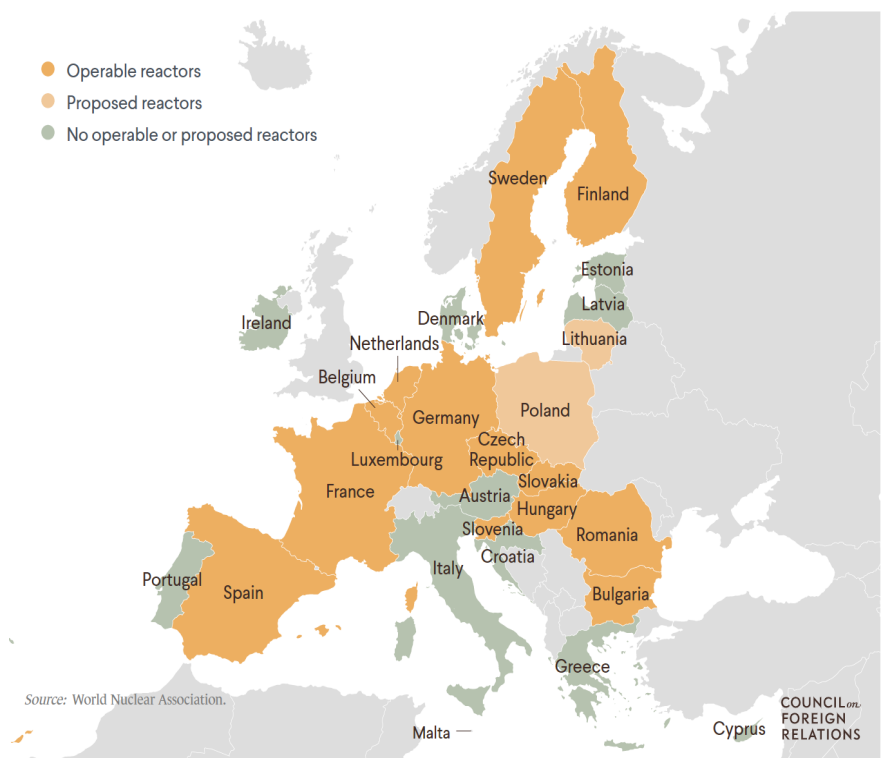 Operable reactors
Proposed reactors
No operable or proposed reactors
Sweden
Finland
Estonia
Latvia
Denmark
Ireland
Lithuania
Netherlands
Belgium
Poland
Germany
Czech
Republic
Luxembourg
Slovakia
France
Austria
Hungary
Slovenia
Romania
Croatia
Italy
Portugal
Spain
Bulgaria
Greece
Source: World Nuclear Association.
Malta
Cyprus
COUNCIL on
FOREIGN
RELATIONS